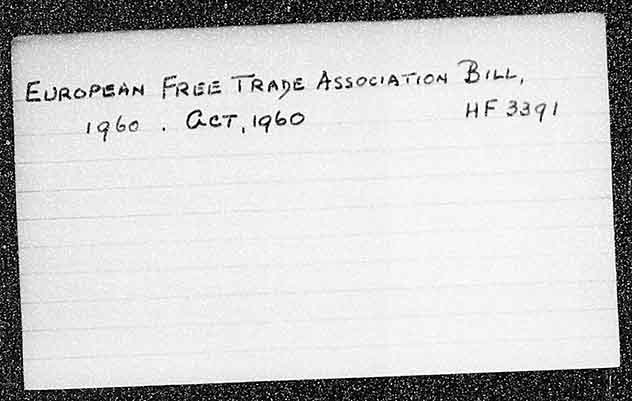 EUROPEAN FREE TRADE ASSOCIATION BILL,
1960. ACT, 1960 HF 3391